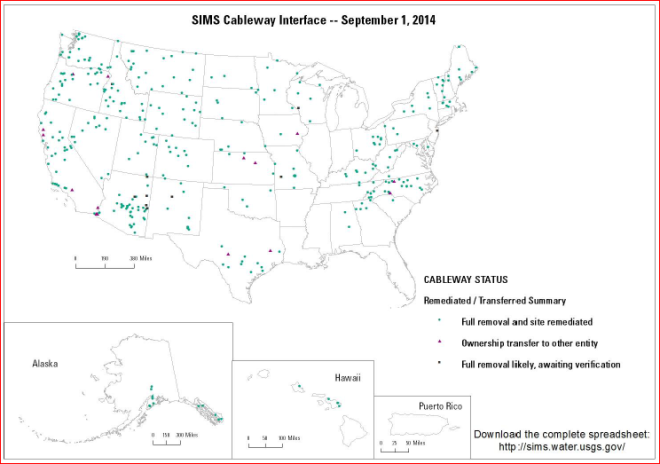 SIMS Cableway Interface -- September 1, 2014
0 190 380 Miles
CABLEWAY STATUS
Remediated / Transferred Summary
Full removal and site remediated
Ownership transfer to other entity
Full removal likely, awaiting verification
Alaska
0 150 300 Miles
Hawaii
0 50 100 Miles
Puerto Rico
0 25 50 Miles
Download the complete spreadsheet:
http://sims.water.usgs.gov/